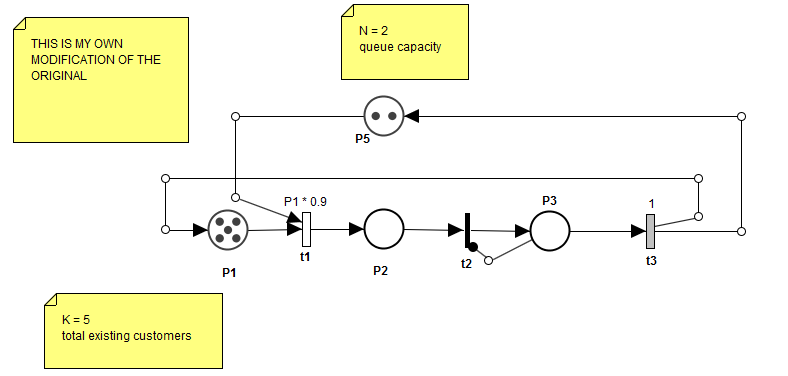 THIS IS MY OWN
MODIFICATION OF THE
ORIGINAL
N = 2
queue capacity
P5
P1 * 0.9
P3
1
P1
t1
P2
t2
t3
K = 5
total existing customers